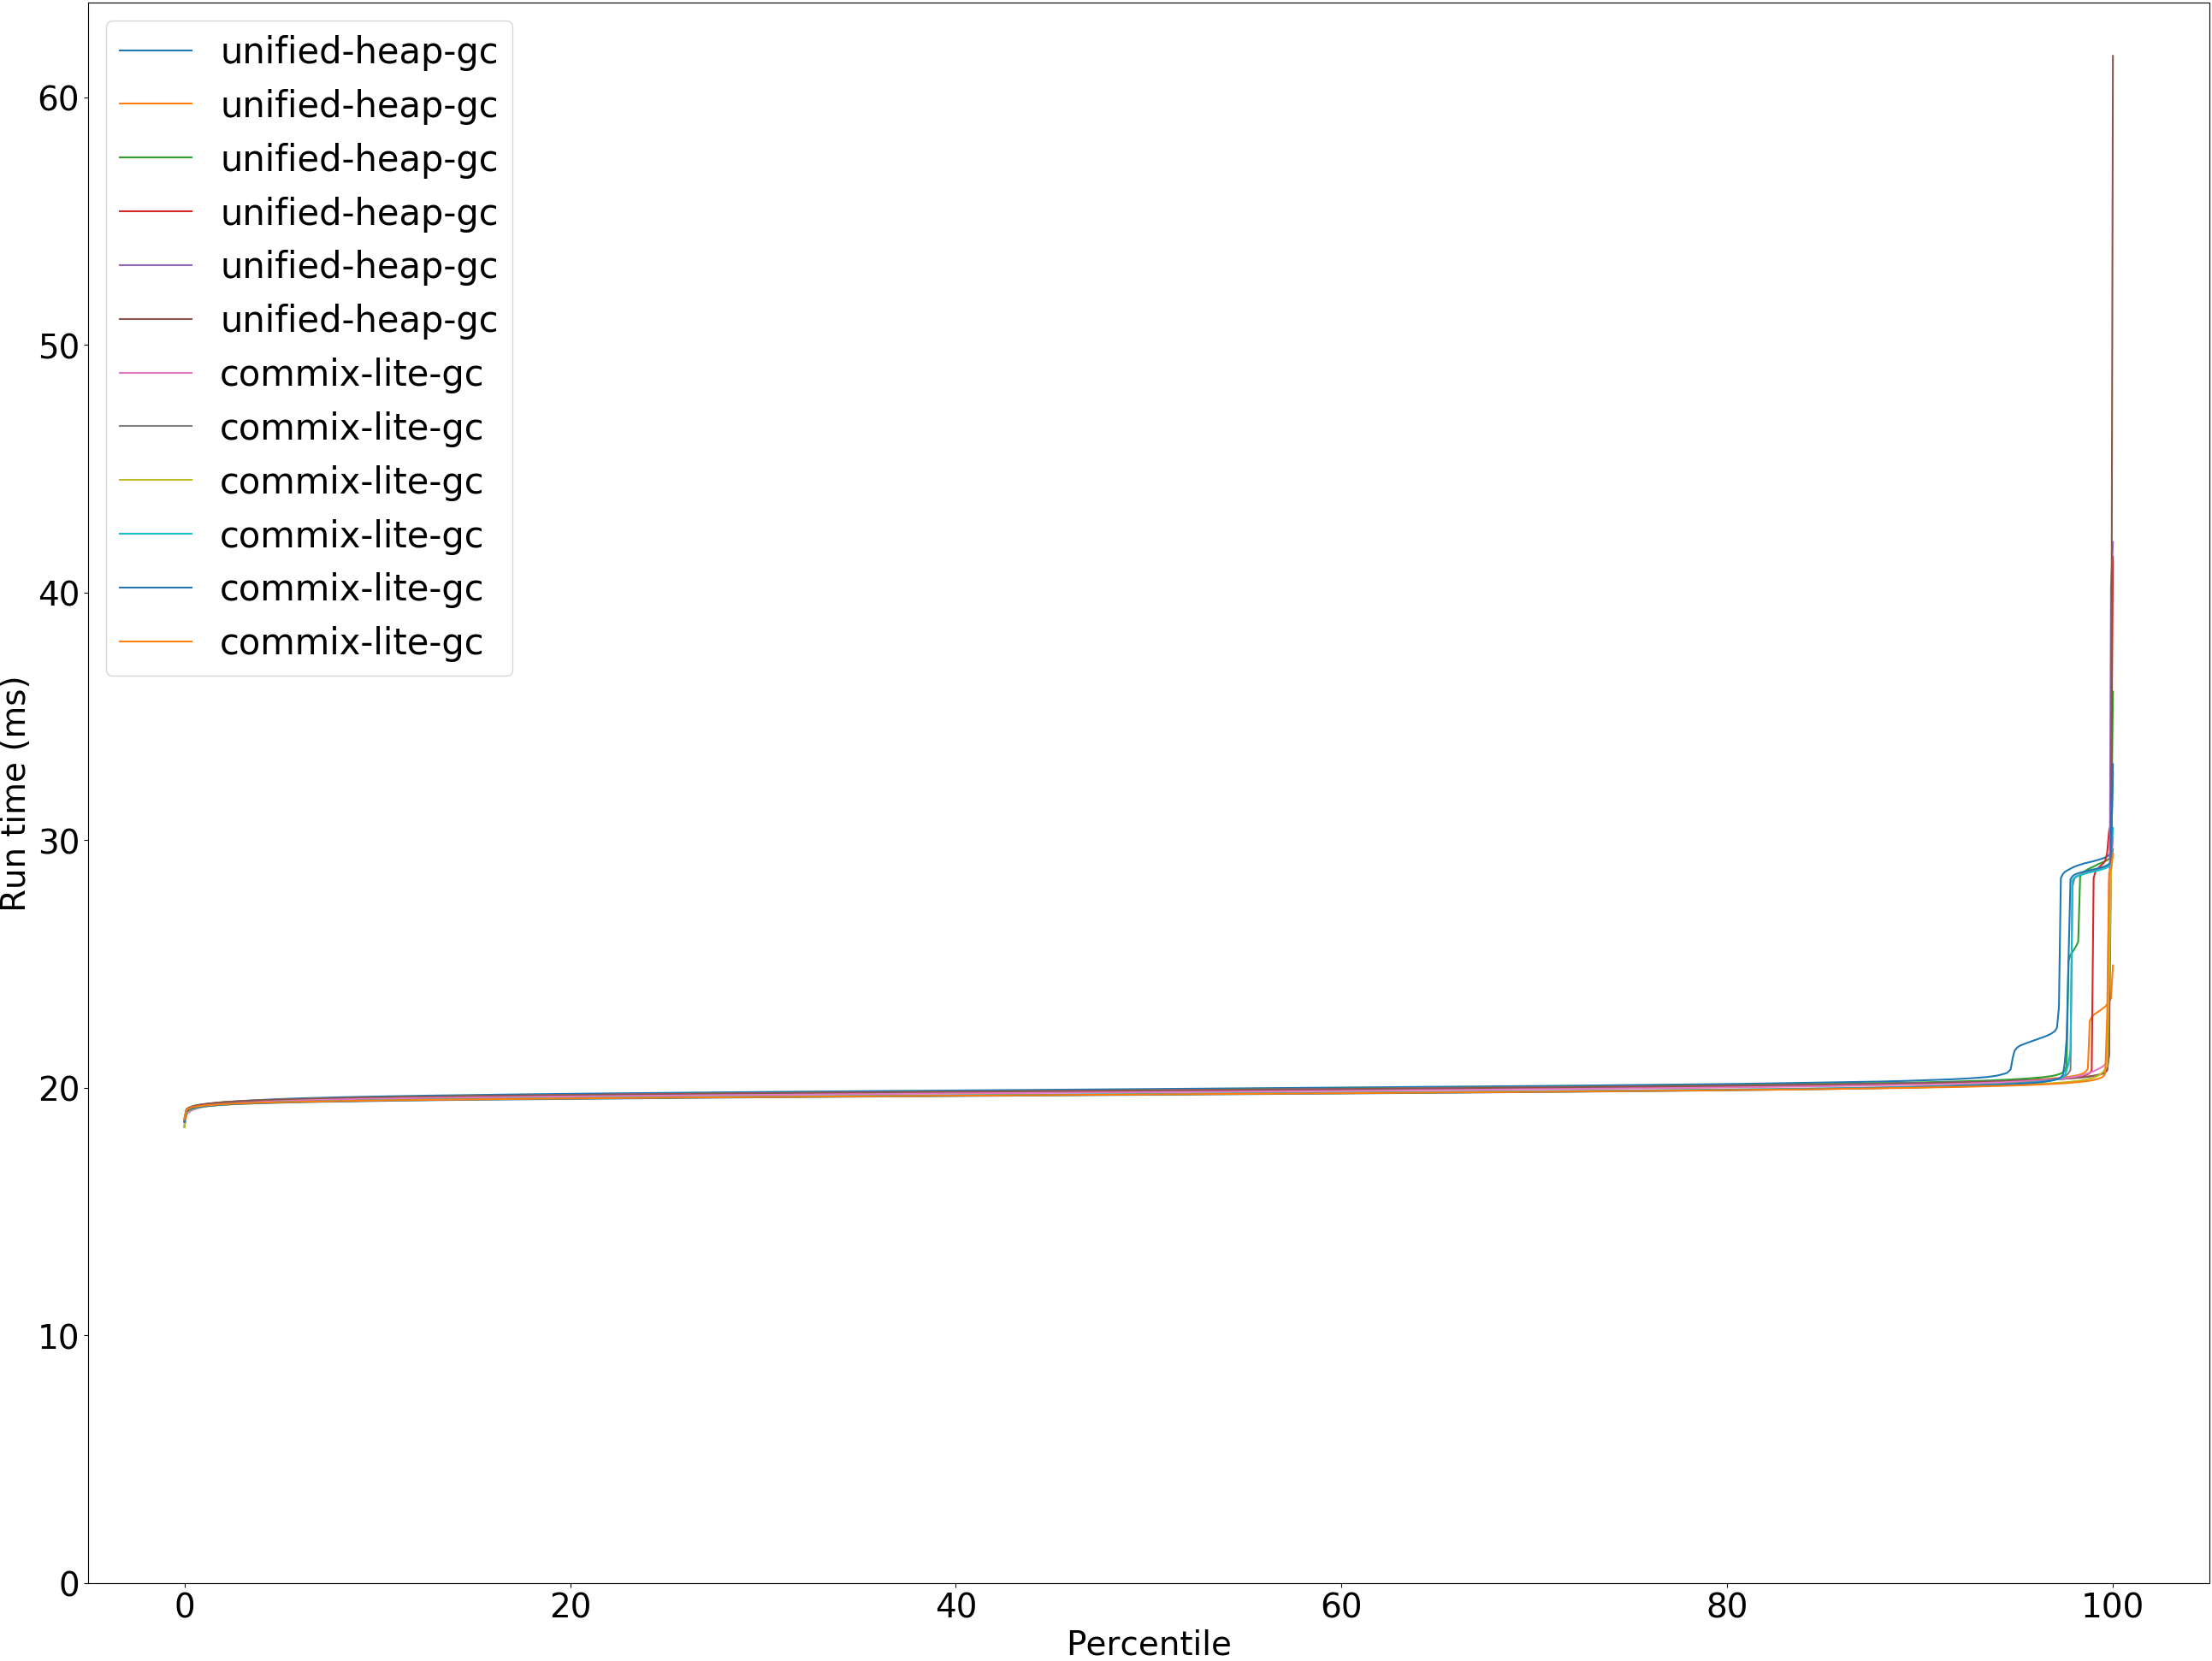 unified-heap-gc
unified-heap-gc
unified-heap-gc
unified-heap-gc
unified-heap-gc
unified-heap-gc
commix-lite-gc
commix-lite-gc
commix-lite-gc
commix-lite-gc
commix-lite-gc
commix-lite-gc
60
50
40
30
20
10
0
Run time (ms)
0 20 40 60 80 100
Percentile